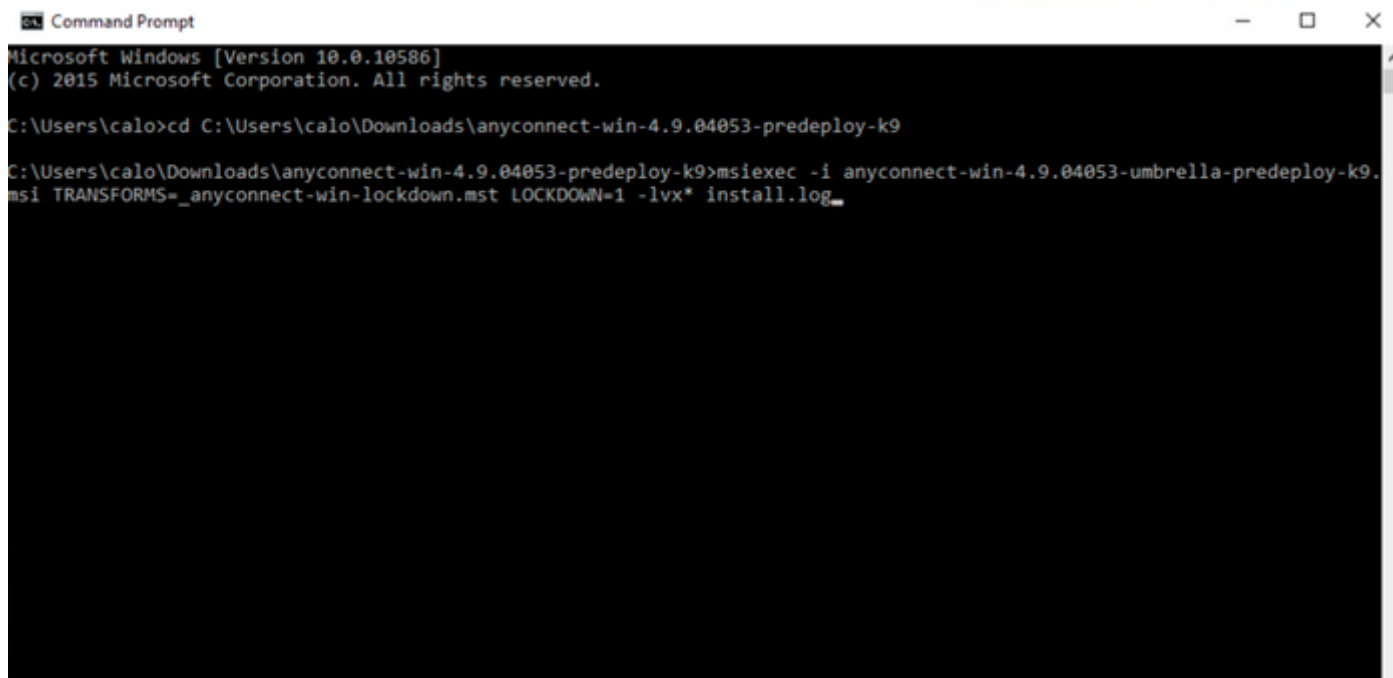 Command Prompt
Microsoft Windows [Version 10.0.10586]
(c) 2015 Microsoft Corporation. All rights reserved.
C:\Users\calo>cd C:\Users\calo\Downloads\anyconnect-win-4.9.04053-predeploy-k9
C:\Users\calo\Downloads\anyconnect-win-4.9.04053-predeploy-k9>msiexec -i anyconnect-win-4.9.04053-umbrella-predeploy-k9.
msi TRANSFORMS=_anyconnect-win-lockdown.mst LOCKDOWN=1 -lvx* install.log